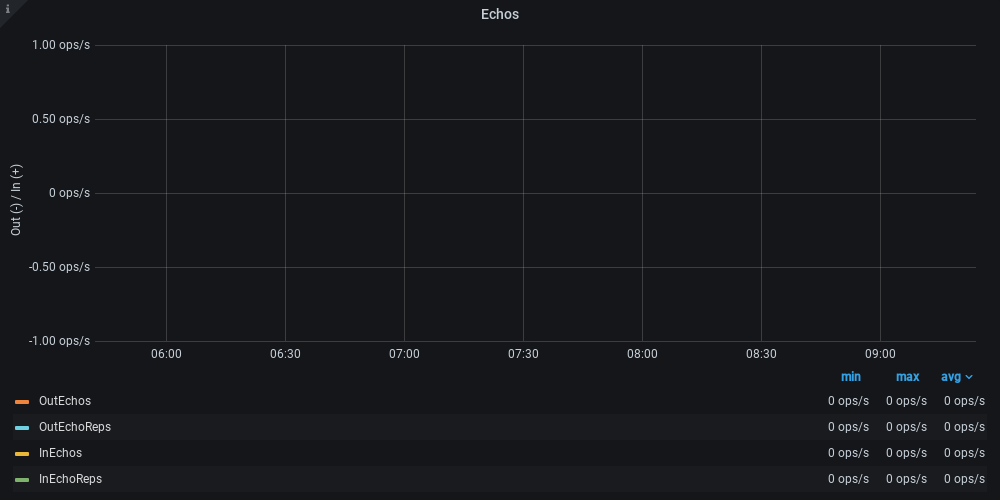 i
Echos
1.00 ops/s
0.50 ops/s
0 ops/s
-0.50 ops/s
-1.00 ops/s
Out (-) / In (+)
06:00 06:30 07:00 07:30 08:00 08:30 09:00
min max avg
OutEchos 0 ops/s 0 ops/s 0 ops/s
OutEchoReps 0 ops/s 0 ops/s 0 ops/s
InEchos 0 ops/s 0 ops/s 0 ops/s
InEchoReps 0 ops/s 0 ops/s 0 ops/s